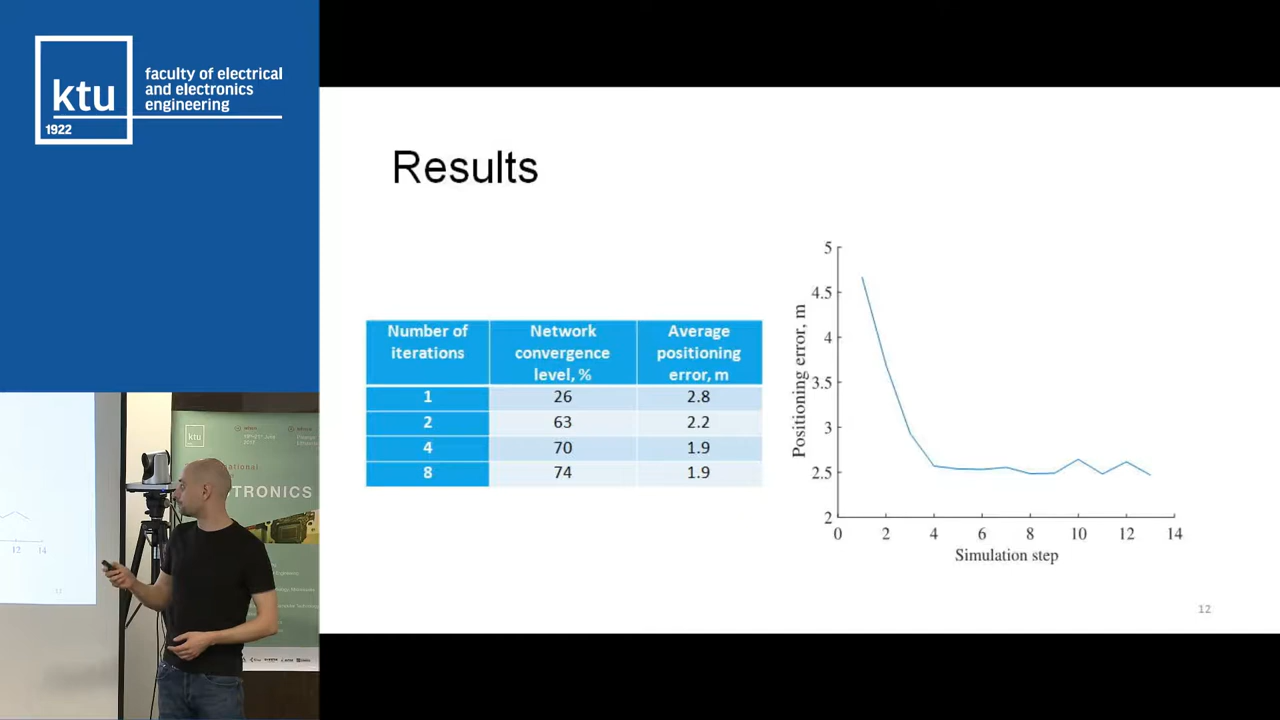 ktu
1922
faculty of electrical
and electronics
engineering
Results
Number of
iterations
Network
convergence
level, %
Average
positioning
error, m
1 26 2.8
2 63 2.2
4 70 1.9
8 74 1.9
Positioning error, m
5
4.5
4
3.5
3
2.5
2
0 2 4 6 8 10 12 14
Simulation step
12
12 14
ktu
TRONICS